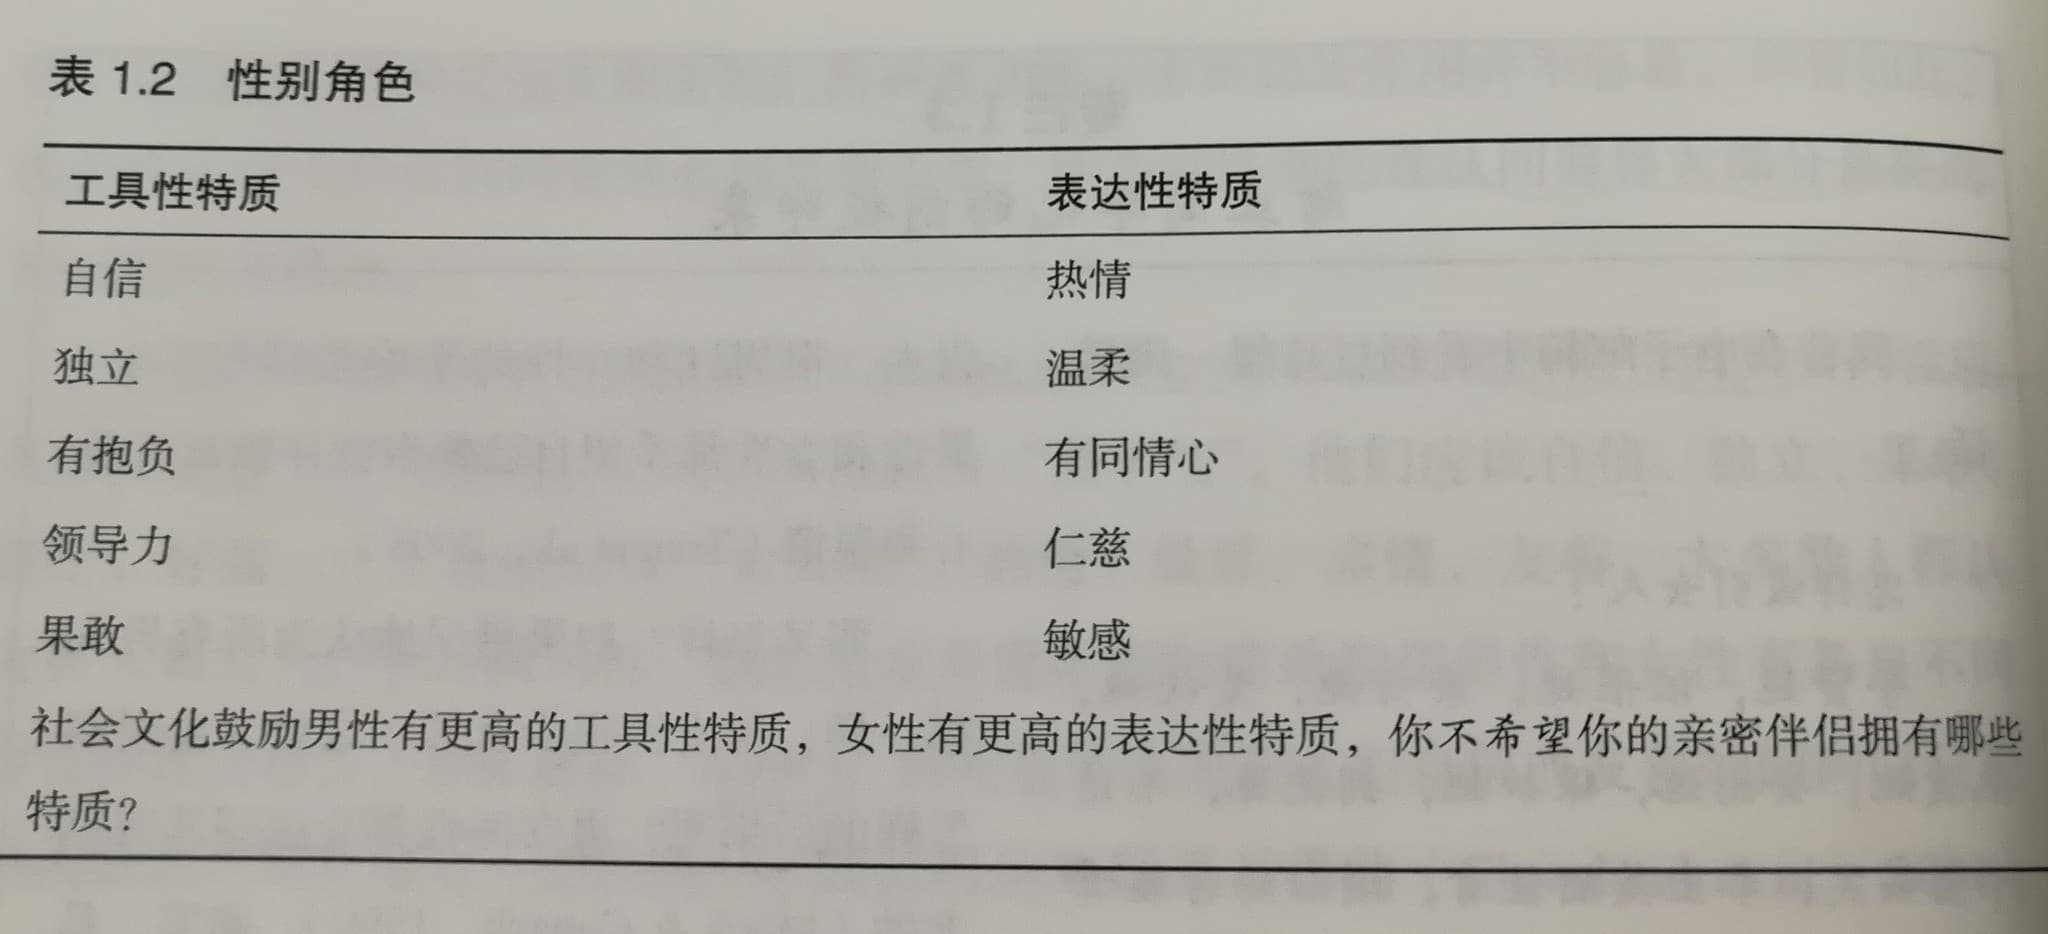 表 1.2 性别角色
工具性特质 表达性特质
自信 热情
独立 温柔
有抱负 有同情心
领导力 仁慈
果敢 敏感
社会文化鼓励男性有更高的工具性特质，女性有更高的表达性特质，你不希望你的亲密伴侣拥有哪些
特质？